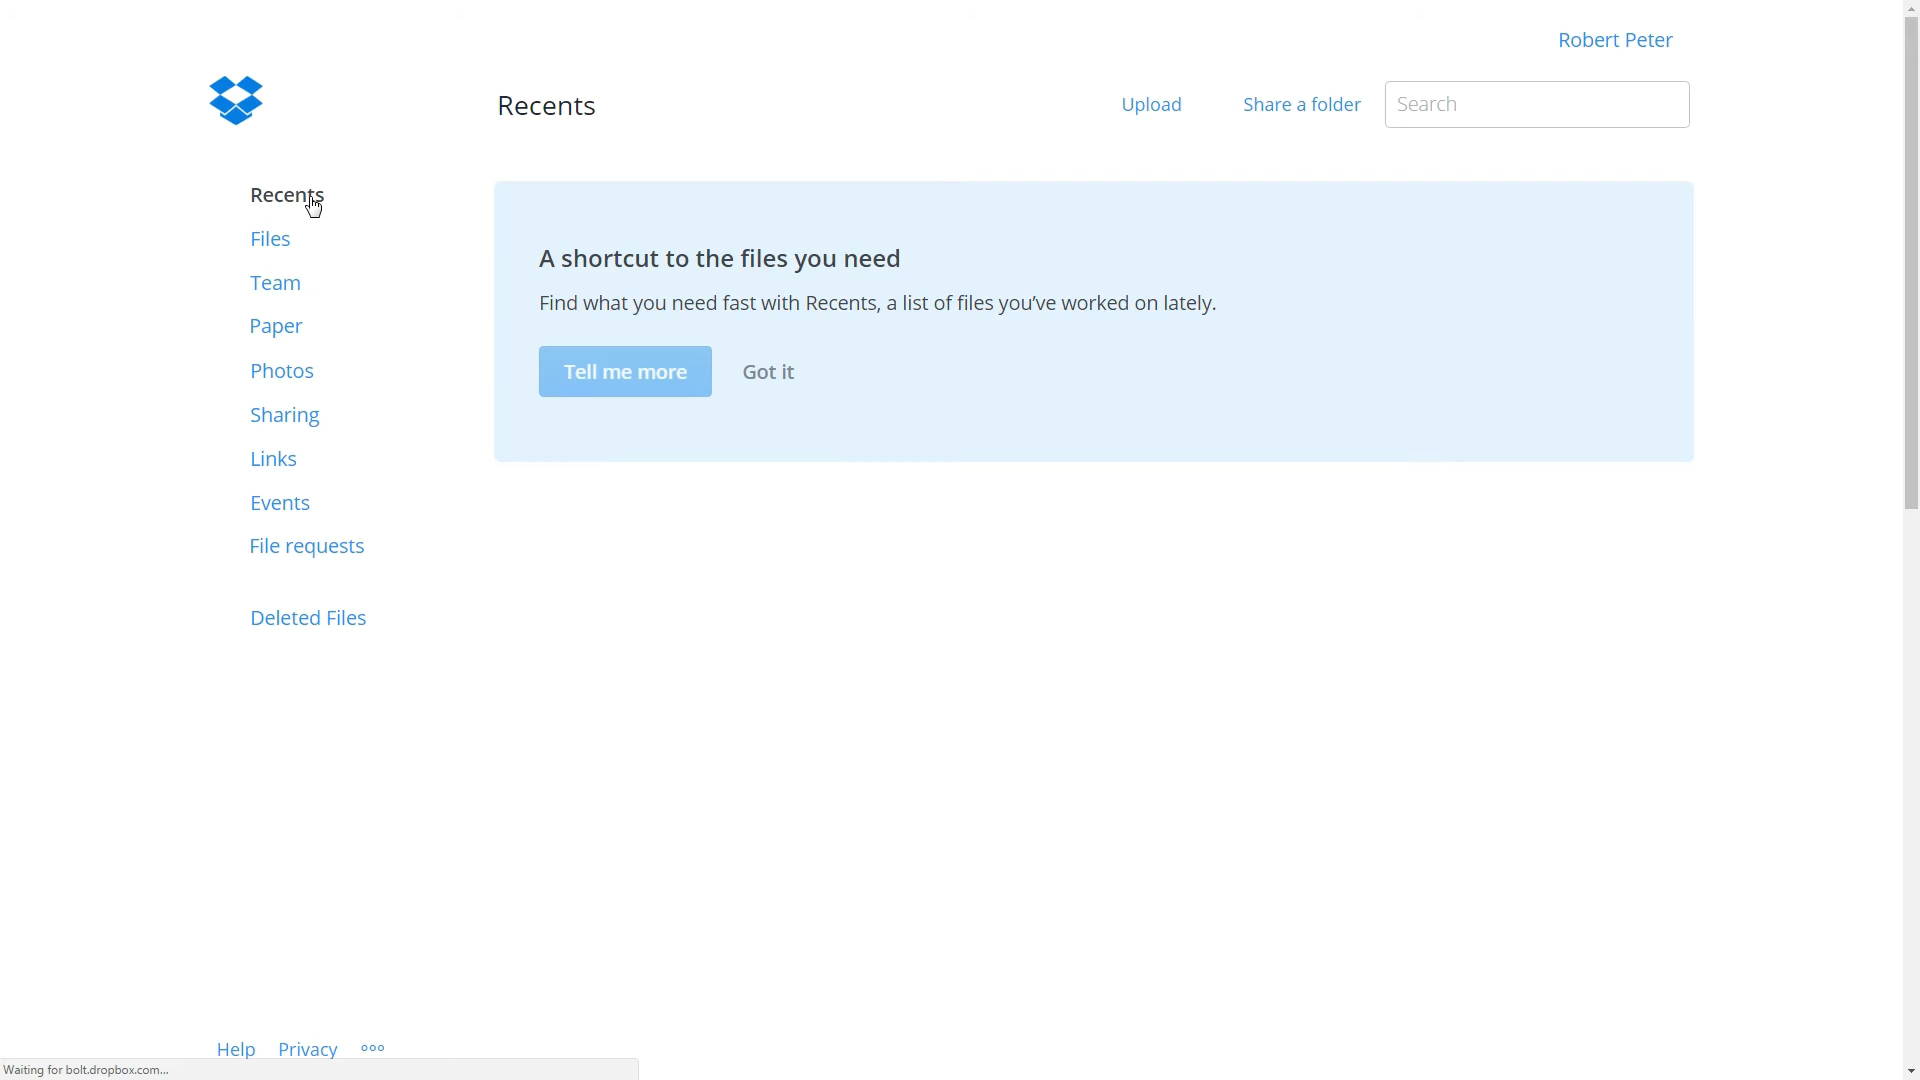 Robert Peter
Recents
Upload
Share a folder
Search
Recents
Files
Team
Paper
Photos
Sharing
Links
Events
File requests
Deleted Files
A shortcut to the files you need
Find what you need fast with Recents, a list of files you’ve worked on lately.
Tell me more
Got it
Help
Privacy
Waiting for bolt.dropbox.com...